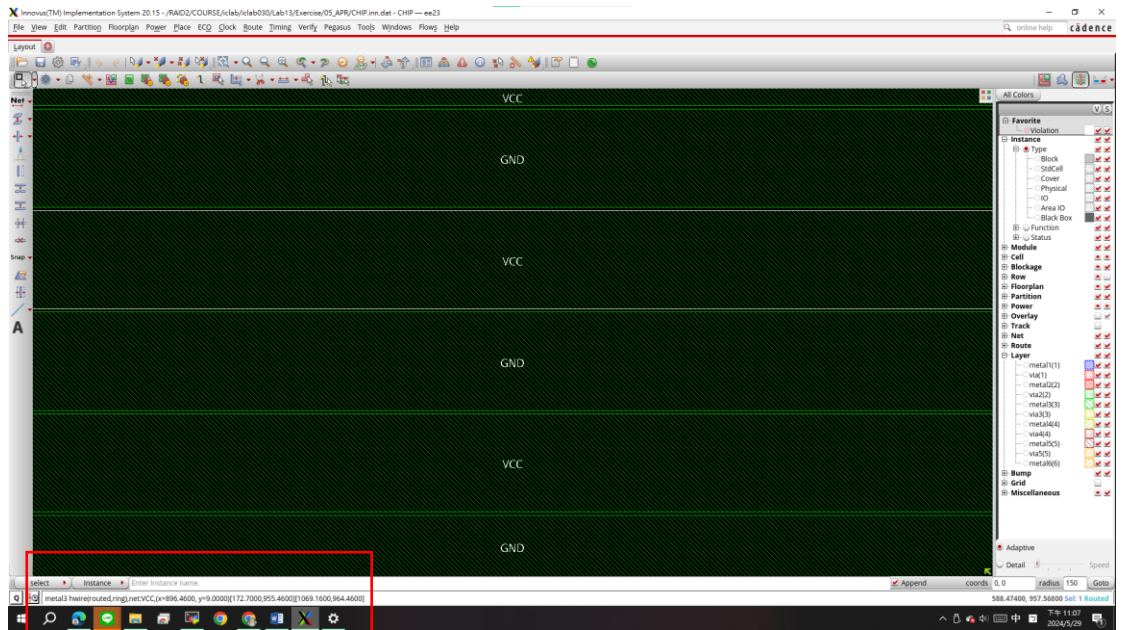 Innovus(TM) Implementation System 20.15 - /RAID2/COURSE/iclab/iclab030/Lab13/Exercise/05_APR/CHIP.inn.dat - CHIP — ee23
File View Edit Partition Floorplan Power Place ECO Clock Route Timing Verify Pegasus Tools Windows Flows Help
online help
cādence
Layout
All Colors
Net
VCC
V S
Favorite
Violation
Instance
Type
Block
StdCell
Cover
Physical
IO
Area IO
Black Box
Function
Status
Module
Cell
Blockage
Row
Floorplan
Partition
Power
Overlay
Track
Net
Route
Layer
metal1(1)
via(1)
metal2(2)
via2(2)
metal3(3)
via3(3)
metal4(4)
via4(4)
metal5(5)
via5(5)
metal6(6)
Bump
Grid
Miscellaneous
GND
Snap
VCC
A
GND
VCC
GND
Adaptive
Detail
Speed
select Instance Enter Instance name. Append coords 0, 0 radius 150 Goto
Q metal3 hwire(routed,ring),net:VCC,(x=896.4600, y=9.0000)[172.7000,955.4600][1069.1600,964.4600] 588.47400, 957.56800 Sel: 1 Routed
中
下午 11:07
2024/5/29